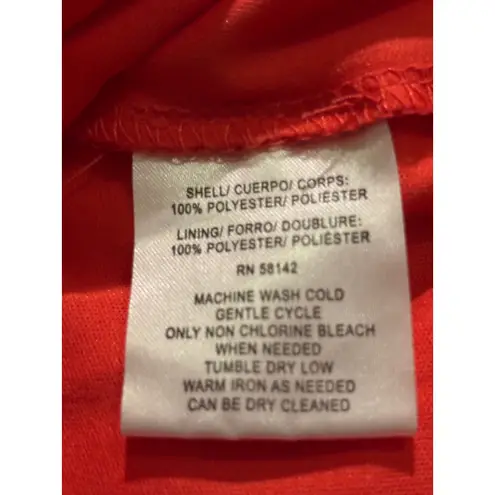 SHELL/ CUERPO/ CORPS:
100% POLYESTER/ POLIÉSTER
LINING/ FORRO/ DOUBLURE:
100% POLYESTER/ POLIÉSTER
RN 58142
MACHINE WASH COLD
GENTLE CYCLE
ONLY NON CHLORINE BLEACH
WHEN NEEDED
TUMBLE DRY LOW
WARM IRON AS NEEDED
CAN BE DRY CLEANED